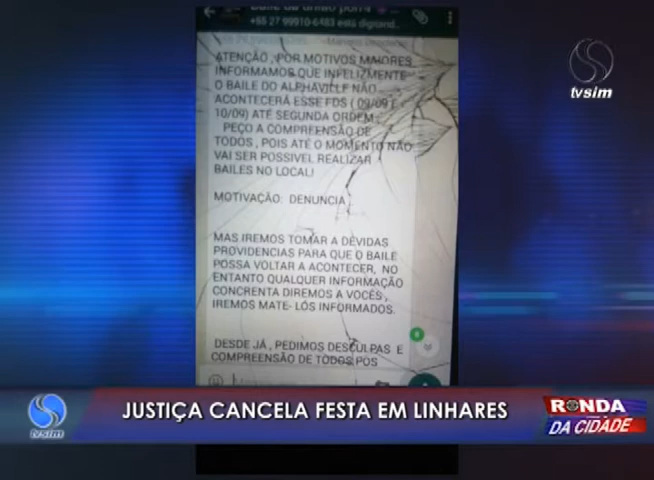 +55 27 99910-6483 está digitand..
ATENÇÃO , POR MOTIVOS MAIORES
INFORMAMOS QUE INFELIZMENTE
O BAILE DO ALPHAVILLE NÃO
ACONTECERÁ ESSE FDS ( 09/09 E
10/09) ATÉ SEGUNDA ORDEM ,
PEÇO A COMPREENSÃO DE
TODOS , POIS ATÉ O MOMENTO NÃO
VAI SER POSSIVEL REALIZAR
BAILES NO LOCAL!
MOTIVAÇÃO: DENUNCIA
MAS IREMOS TOMAR A DEVIDAS
PROVIDENCIAS PARA QUE O BAILE
POSSA VOLTAR A ACONTECER, NO
ENTANTO QUALQUER INFORMAÇÃO
CONCRENTA DIREMOS A VOCÊS ,
IREMOS MATE- LÓS INFORMADOS.
DESDE JÁ , PEDIMOS DESCULPAS E
COMPREENSÃO DE TODOS POS
tvsim
JUSTIÇA CANCELA FESTA EM LINHARES
tvsim
RONDA
DA CIDADE